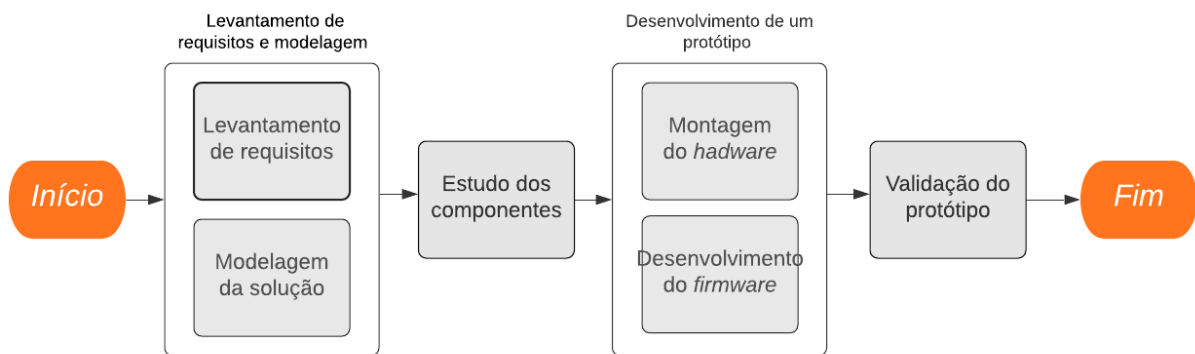 Levantamento de
requisitos e modelagem
Desenvolvimento de um
protótipo
Início
Levantamento
de requisitos
Modelagem
da solução
Estudo dos
componentes
Montagem
do hadware
Desenvolvimento
do firmware
Validação do
protótipo
Fim